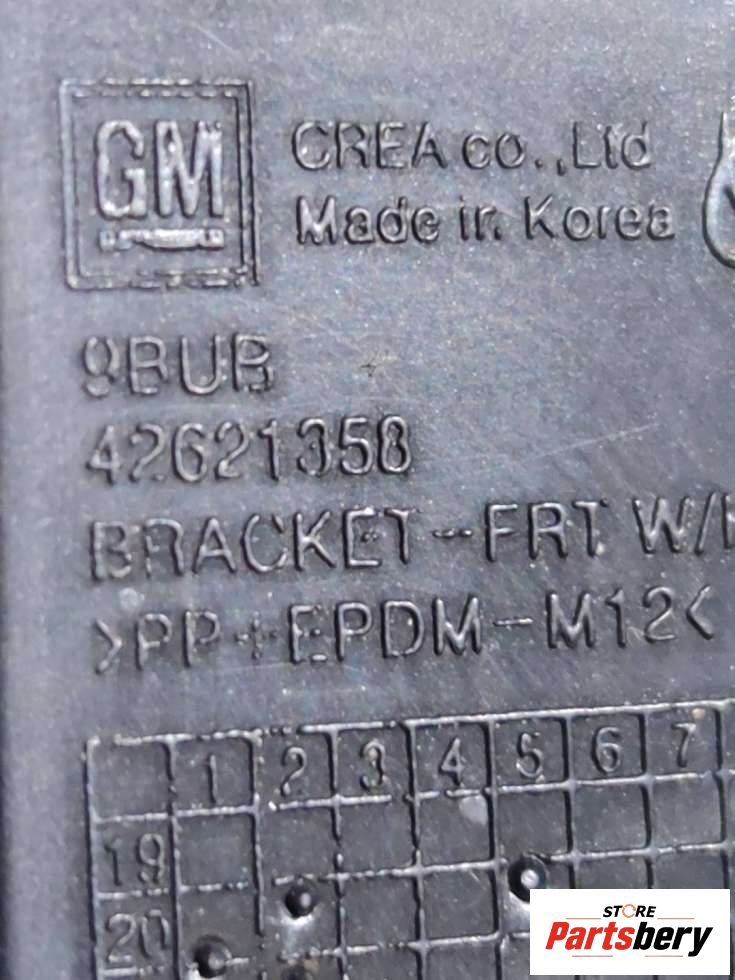 GM
CREA co.,Ltd
Made in Korea
9BUB
42621358
BRACKET-FRT W/
>PP+EPDM-M12<
1 2 3 4 5 6 7
19
20
STORE
Partsbery